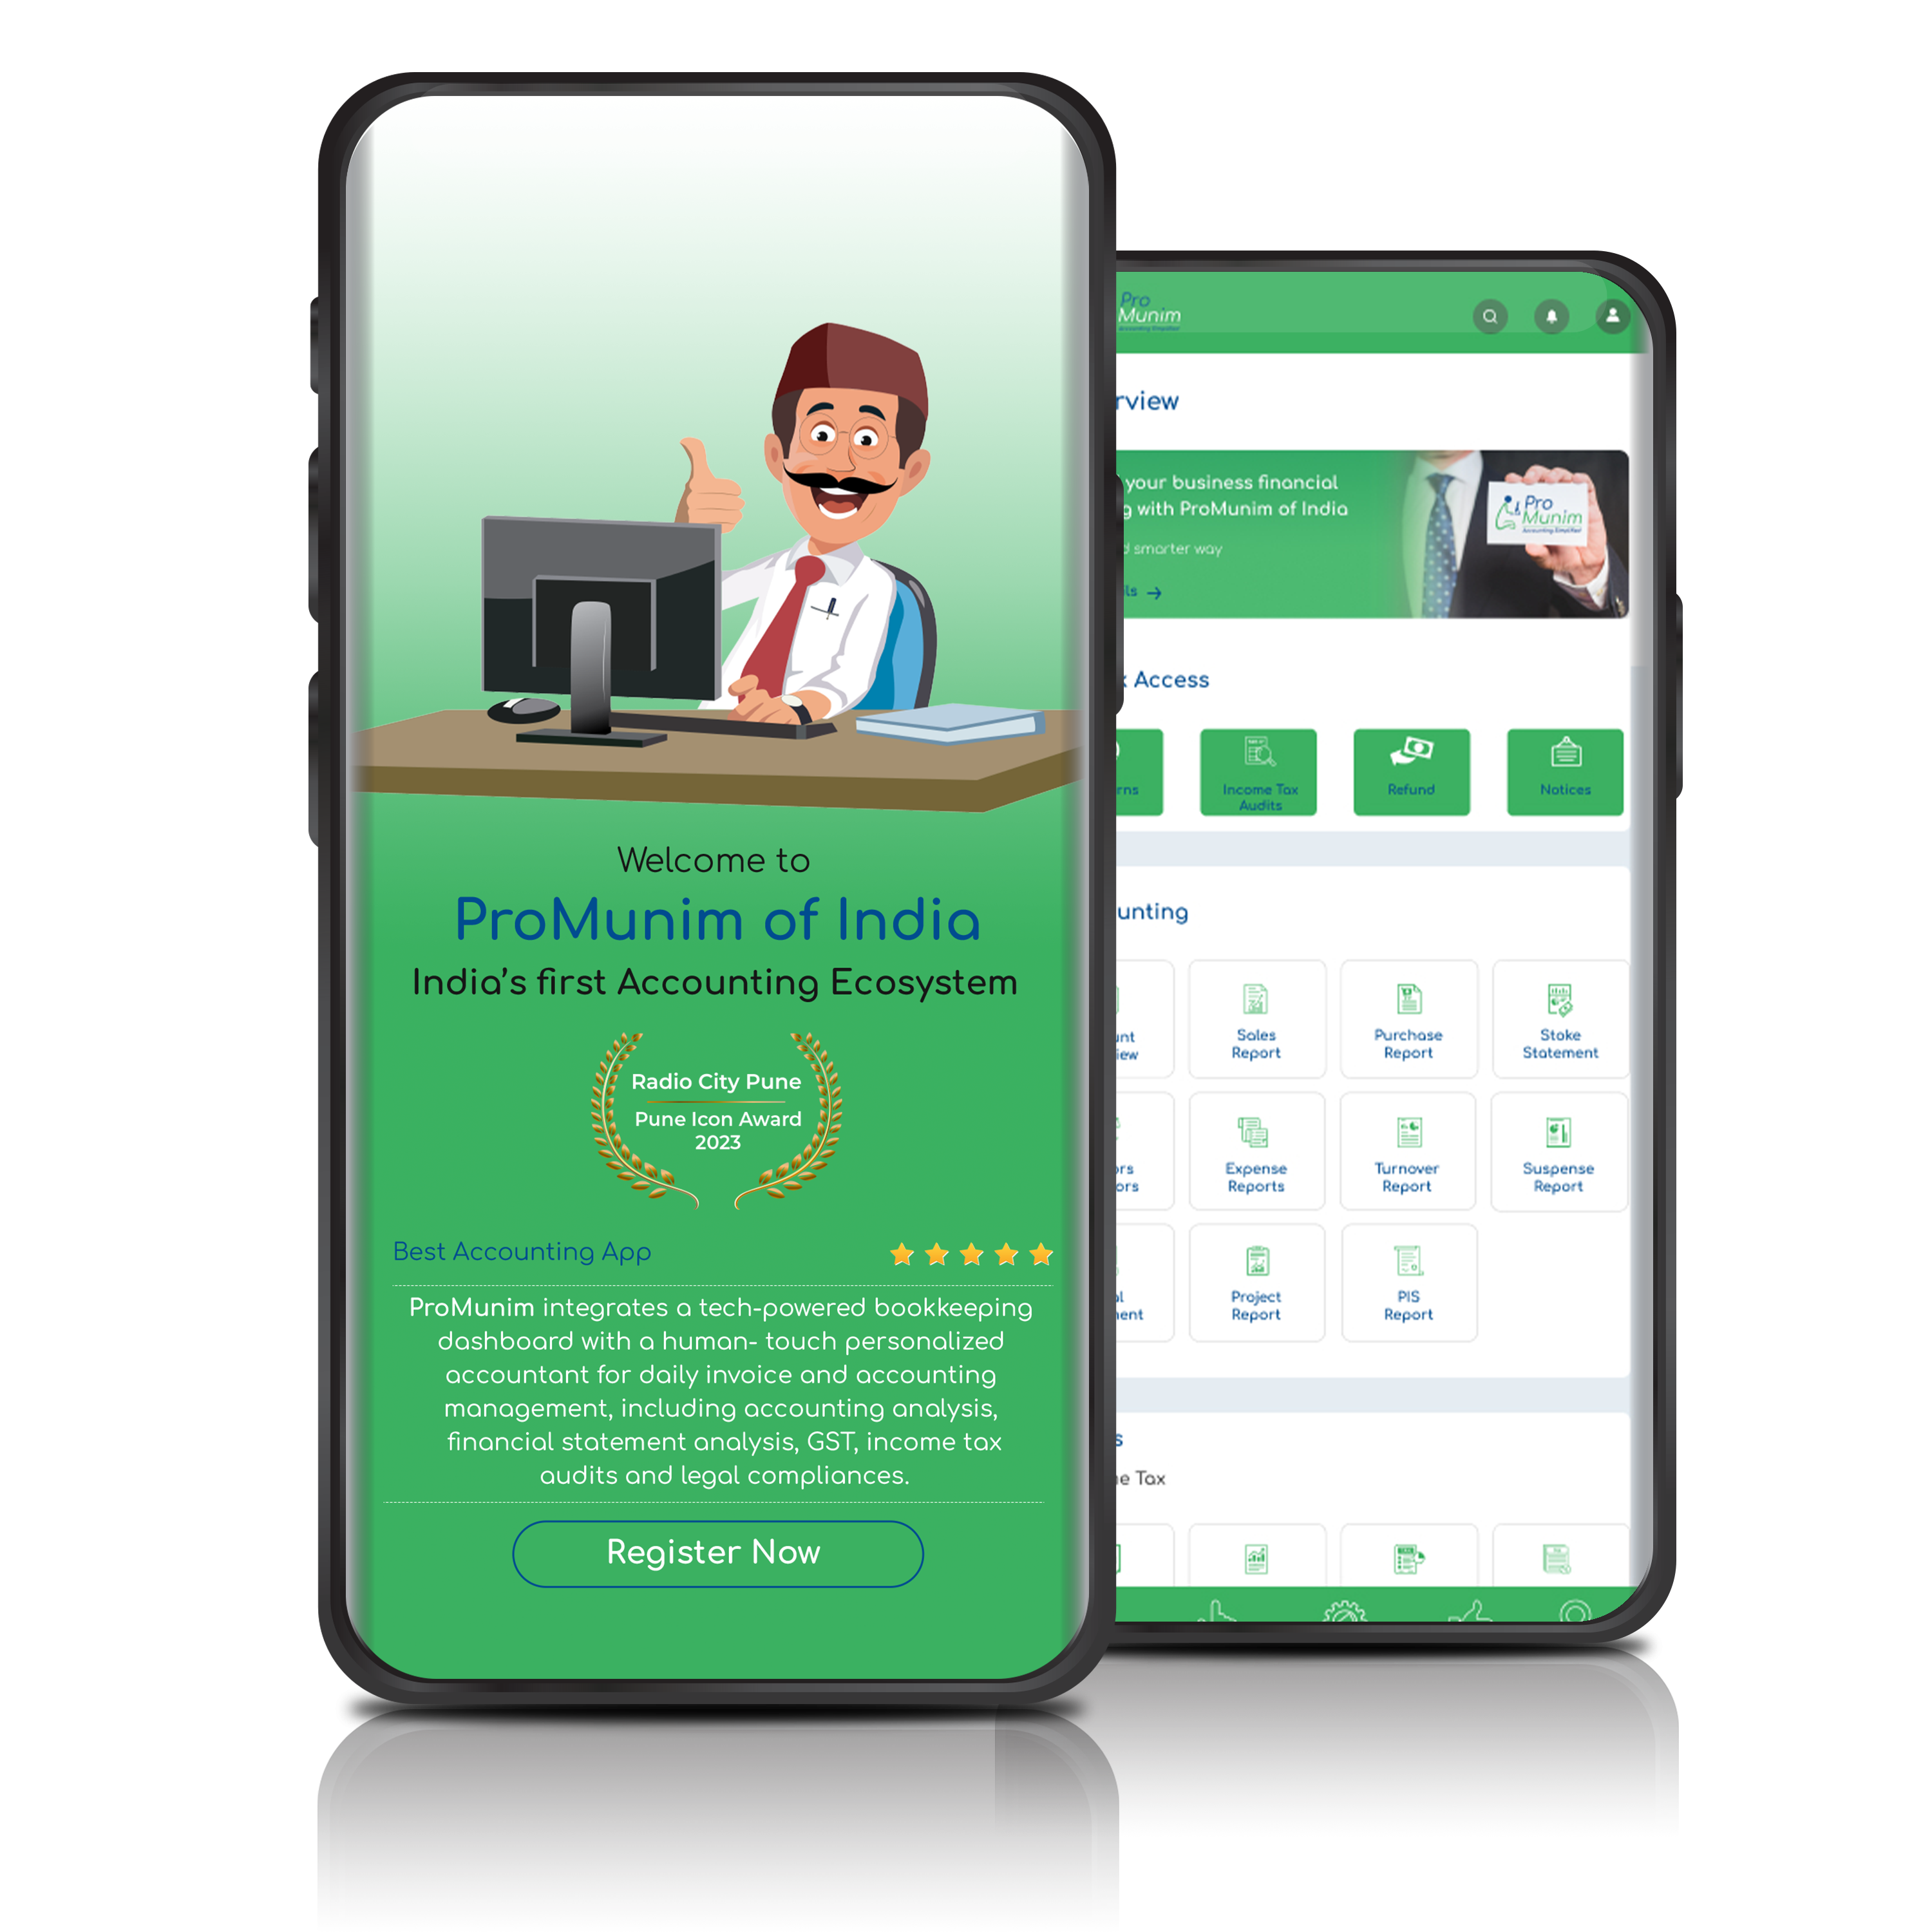 Welcome to
ProMunim of India
India's first Accounting Ecosystem
Radio City Pune
Pune Icon Award
2023
Best Accounting App
ProMunim integrates a tech-powered bookkeeping
dashboard with a human- touch personalized
accountant for daily invoice and accounting
management, including accounting analysis,
financial statement analysis, GST, income tax
audits and legal compliances.
Register Now
Pro
Munim
Accounting Simplified
rview
your business financial
g with ProMunim of India
d smarter way
ls
Pro
Munim
Accounting Simplified
x Access
rns
Income Tax
Audits
Refund
Notices
unting
unt
iew
Sales
Report
Purchase
Report
Stoke
Statement
ors
ors
Expense
Reports
Turnover
Report
Suspense
Report
al
ent
Project
Report
PIS
Report
s
e Tax